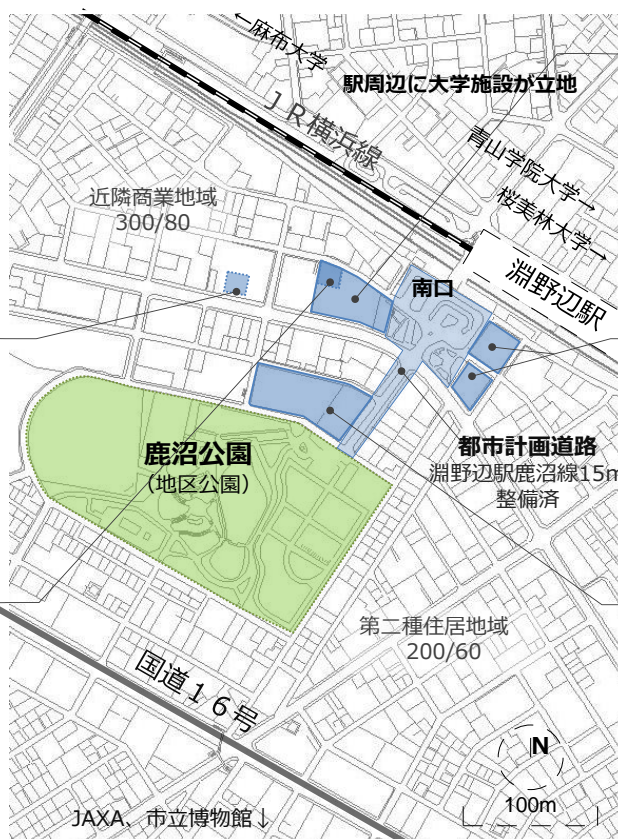 ←麻布大学
駅周辺に大学施設が立地
JR横浜線
青山学院大学→
桜美林大学→
近隣商業地域
300/80
南口
淵野辺駅
鹿沼公園
(地区公園)
都市計画道路
淵野辺駅鹿沼線15m
整備済
第二種住居地域
200/60
国道16号
N
100m
JAXA、市立博物館↓